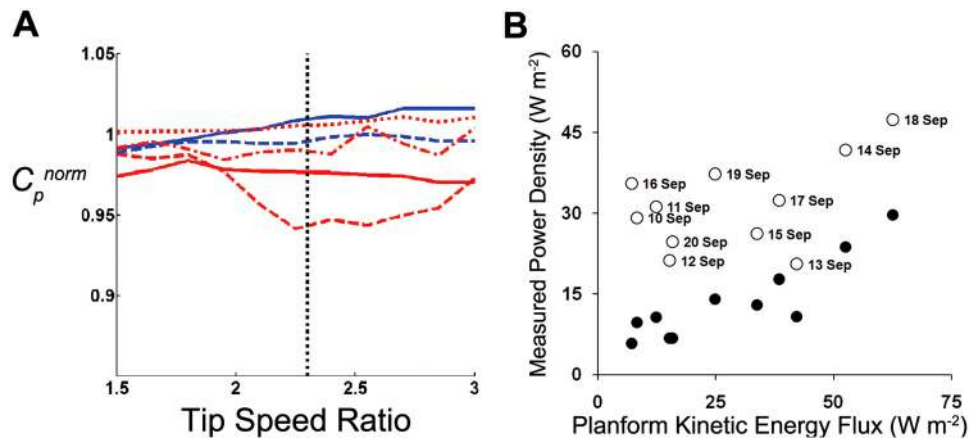 A
1.05
1
0.95
0.9
C_p^norm
1.5
2
2.5
3
Tip Speed Ratio
B
Measured Power Density (W m⁻²)
60
45
30
15
0
18 Sep
14 Sep
19 Sep
16 Sep
17 Sep
11 Sep
10 Sep
15 Sep
20 Sep
12 Sep
13 Sep
0
25
50
75
Planform Kinetic Energy Flux (W m⁻²)